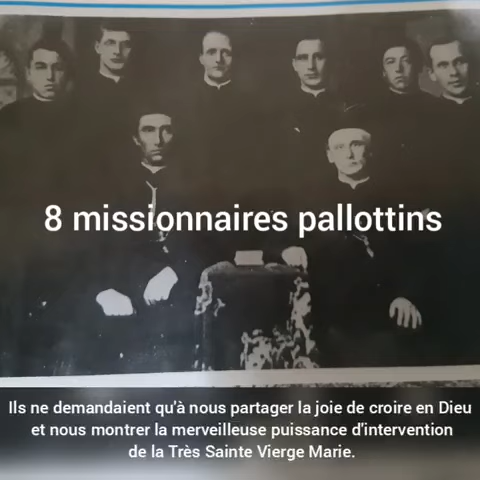 8 missionnaires pallottins
Ils ne demandaient qu'à nous partager la joie de croire en Dieu
et nous montrer la merveilleuse puissance d'intervention
de la Très Sainte Vierge Marie.